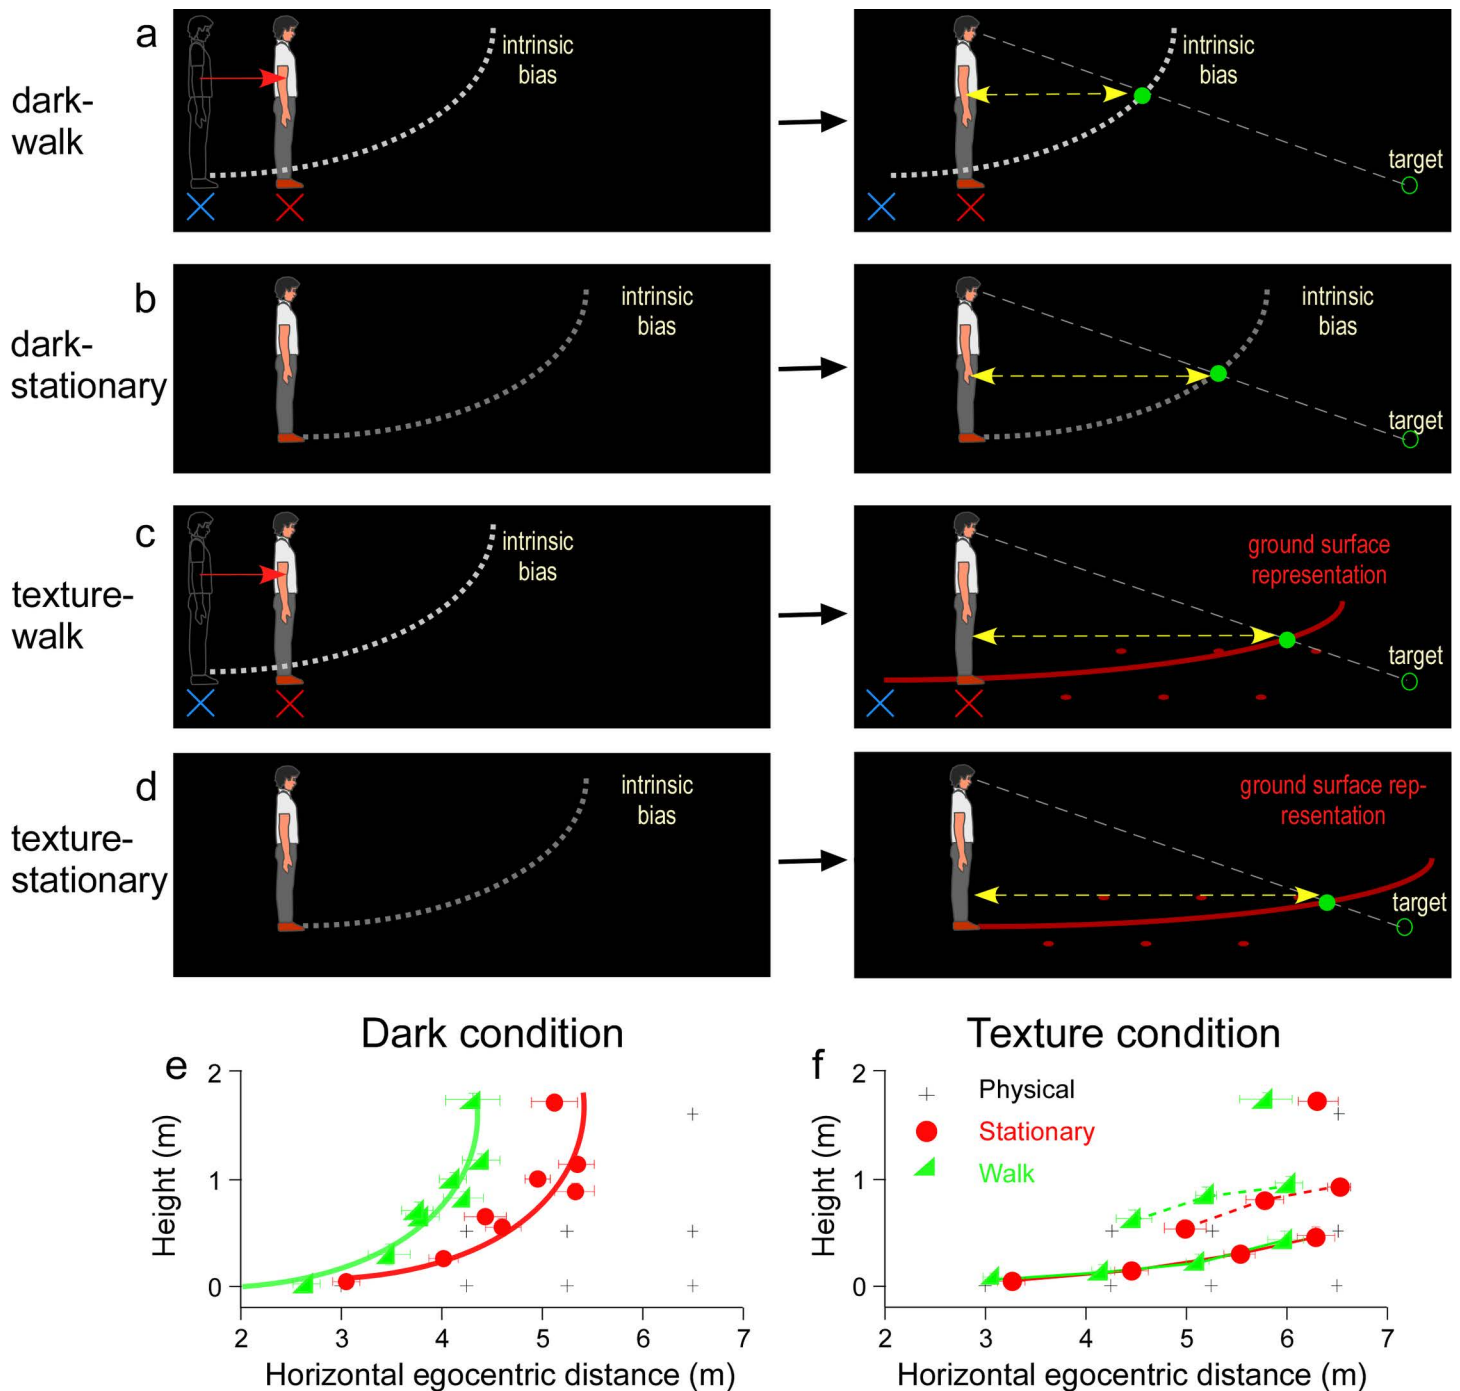 a
dark-
walk
intrinsic
bias
intrinsic
bias
target
b
dark-
stationary
intrinsic
bias
intrinsic
bias
target
c
texture-
walk
intrinsic
bias
ground surface
representation
target
d
texture-
stationary
intrinsic
bias
ground surface rep-
resentation
target
Dark condition
e
Height (m)
2
1
0
2 3 4 5 6 7
Horizontal egocentric distance (m)
Texture condition
f
Height (m)
2
1
0
Physical
Stationary
Walk
2 3 4 5 6 7
Horizontal egocentric distance (m)